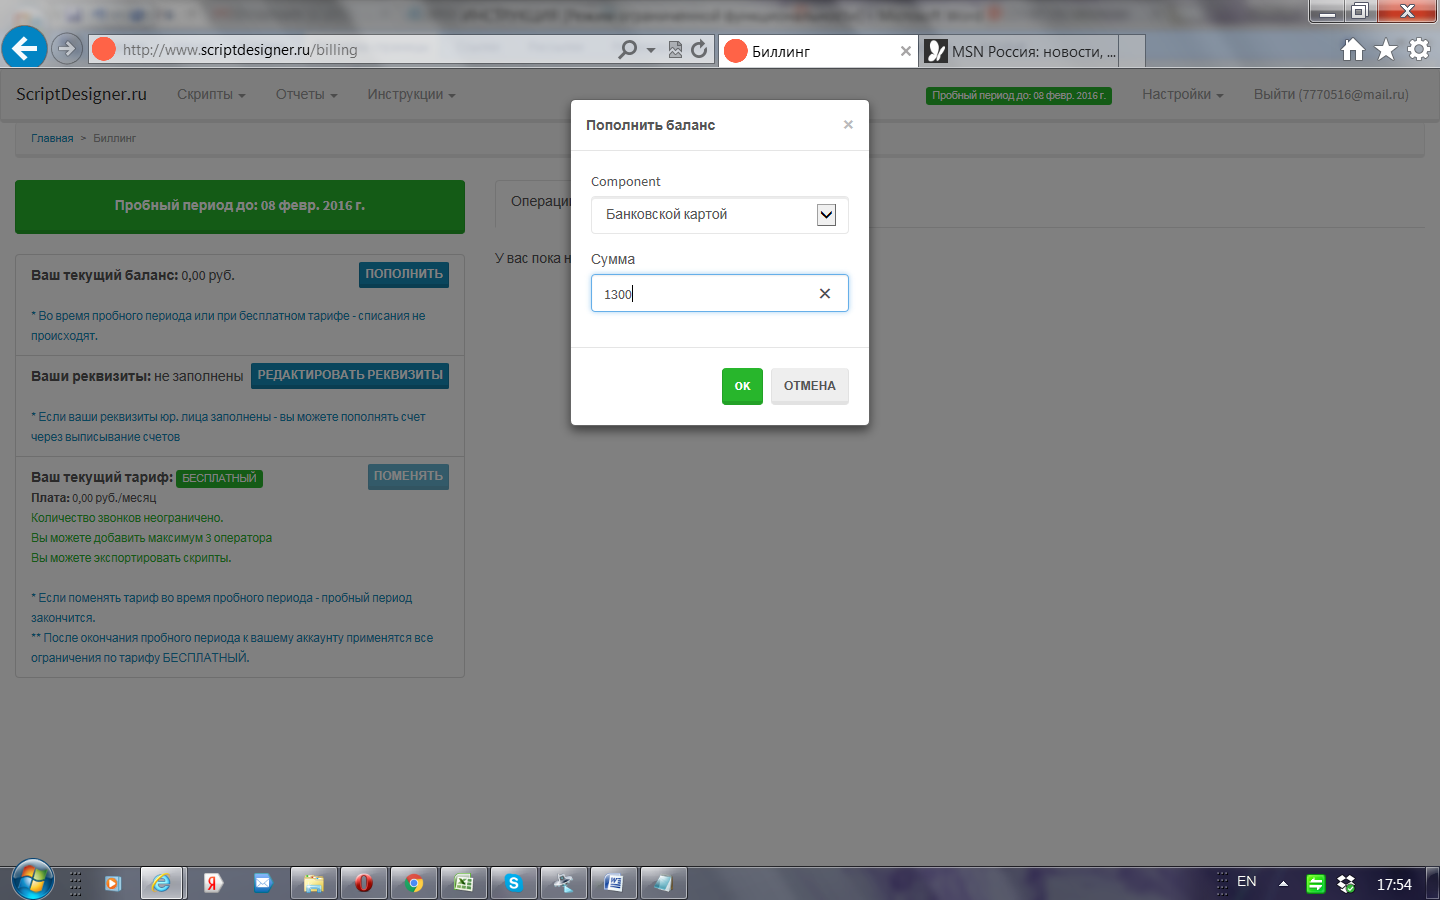 http://www.scriptdesigner.ru/billing
Биллинг
MSN Россия: новости, ...
ScriptDesigner.ru
Скрипты
Отчеты
Инструкции
Пробный период до: 08 февр. 2016 г.
Настройки
Выйти (7770516@mail.ru)
Главная > Биллинг
Пробный период до: 08 февр. 2016 г.
Ваш текущий баланс: 0,00 руб.
ПОПОЛНИТЬ
* Во время пробного периода или при бесплатном тарифе - списания не
происходят.
Ваши реквизиты: не заполнены
РЕДАКТИРОВАТЬ РЕКВИЗИТЫ
* Если ваши реквизиты юр. лица заполнены - вы можете пополнять счет
через выписывание счетов
Ваш текущий тариф: БЕСПЛАТНЫЙ
ПОМЕНЯТЬ
Плата: 0,00 руб./месяц
Количество звонков неограничено.
Вы можете добавить максимум 3 оператора
Вы можете экспортировать скрипты.
* Если поменять тариф во время пробного периода - пробный период
закончится.
** После окончания пробного периода к вашему аккаунту применятся все
ограничения по тарифу БЕСПЛАТНЫЙ.
Операци
У вас пока н
Пополнить баланс
Component
Банковской картой
Сумма
1300
OK
ОТМЕНА
EN
17:54